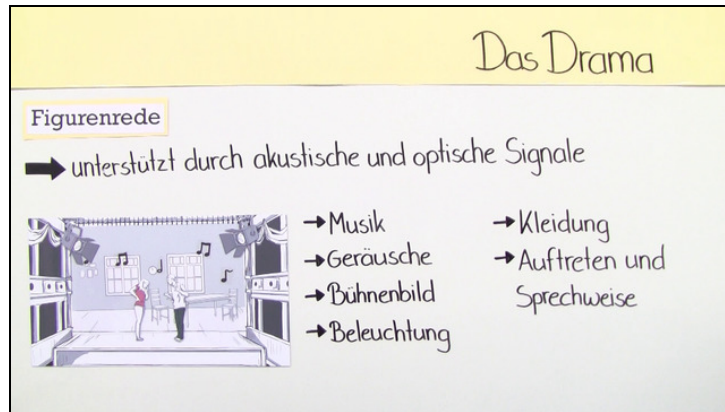 Das Drama
Figurenrede
unterstützt durch akustische und optische Signale
→Musik
→Geräusche
→Bühnenbild
→Beleuchtung
→Kleidung
→Auftreten und
Sprechweise